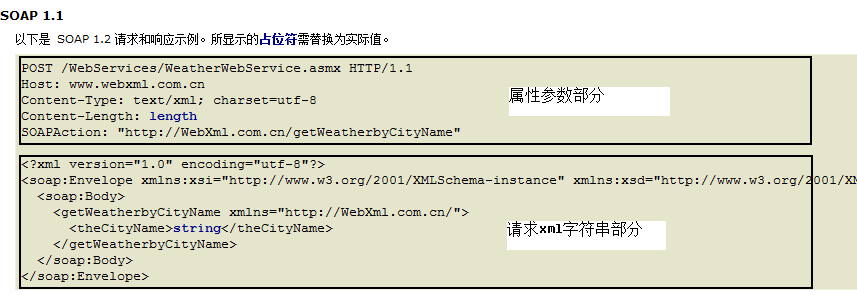 SOAP 1.1
以下是 SOAP 1.2 请求和响应示例。所显示的占位符需替换为实际值。
POST /WebServices/WeatherWebService.asmx HTTP/1.1
Host: www.webxml.com.cn
Content-Type: text/xml; charset=utf-8
属性参数部分
Content-Length: length
SOAPAction: "http://WebXml.com.cn/getWeatherbyCityName"
<?xml version="1.0" encoding="utf-8"?>
<soap:Envelope xmlns:xsi="http://www.w3.org/2001/XMLSchema-instance" xmlns:xsd="http://www.w3.org/2001/XM
<soap:Body>
<getWeatherbyCityName xmlns="http://WebXml.com.cn/">
<theCityName>string</theCityName>
请求xml字符串部分
</getWeatherbyCityName>
</soap:Body>
</soap:Envelope>